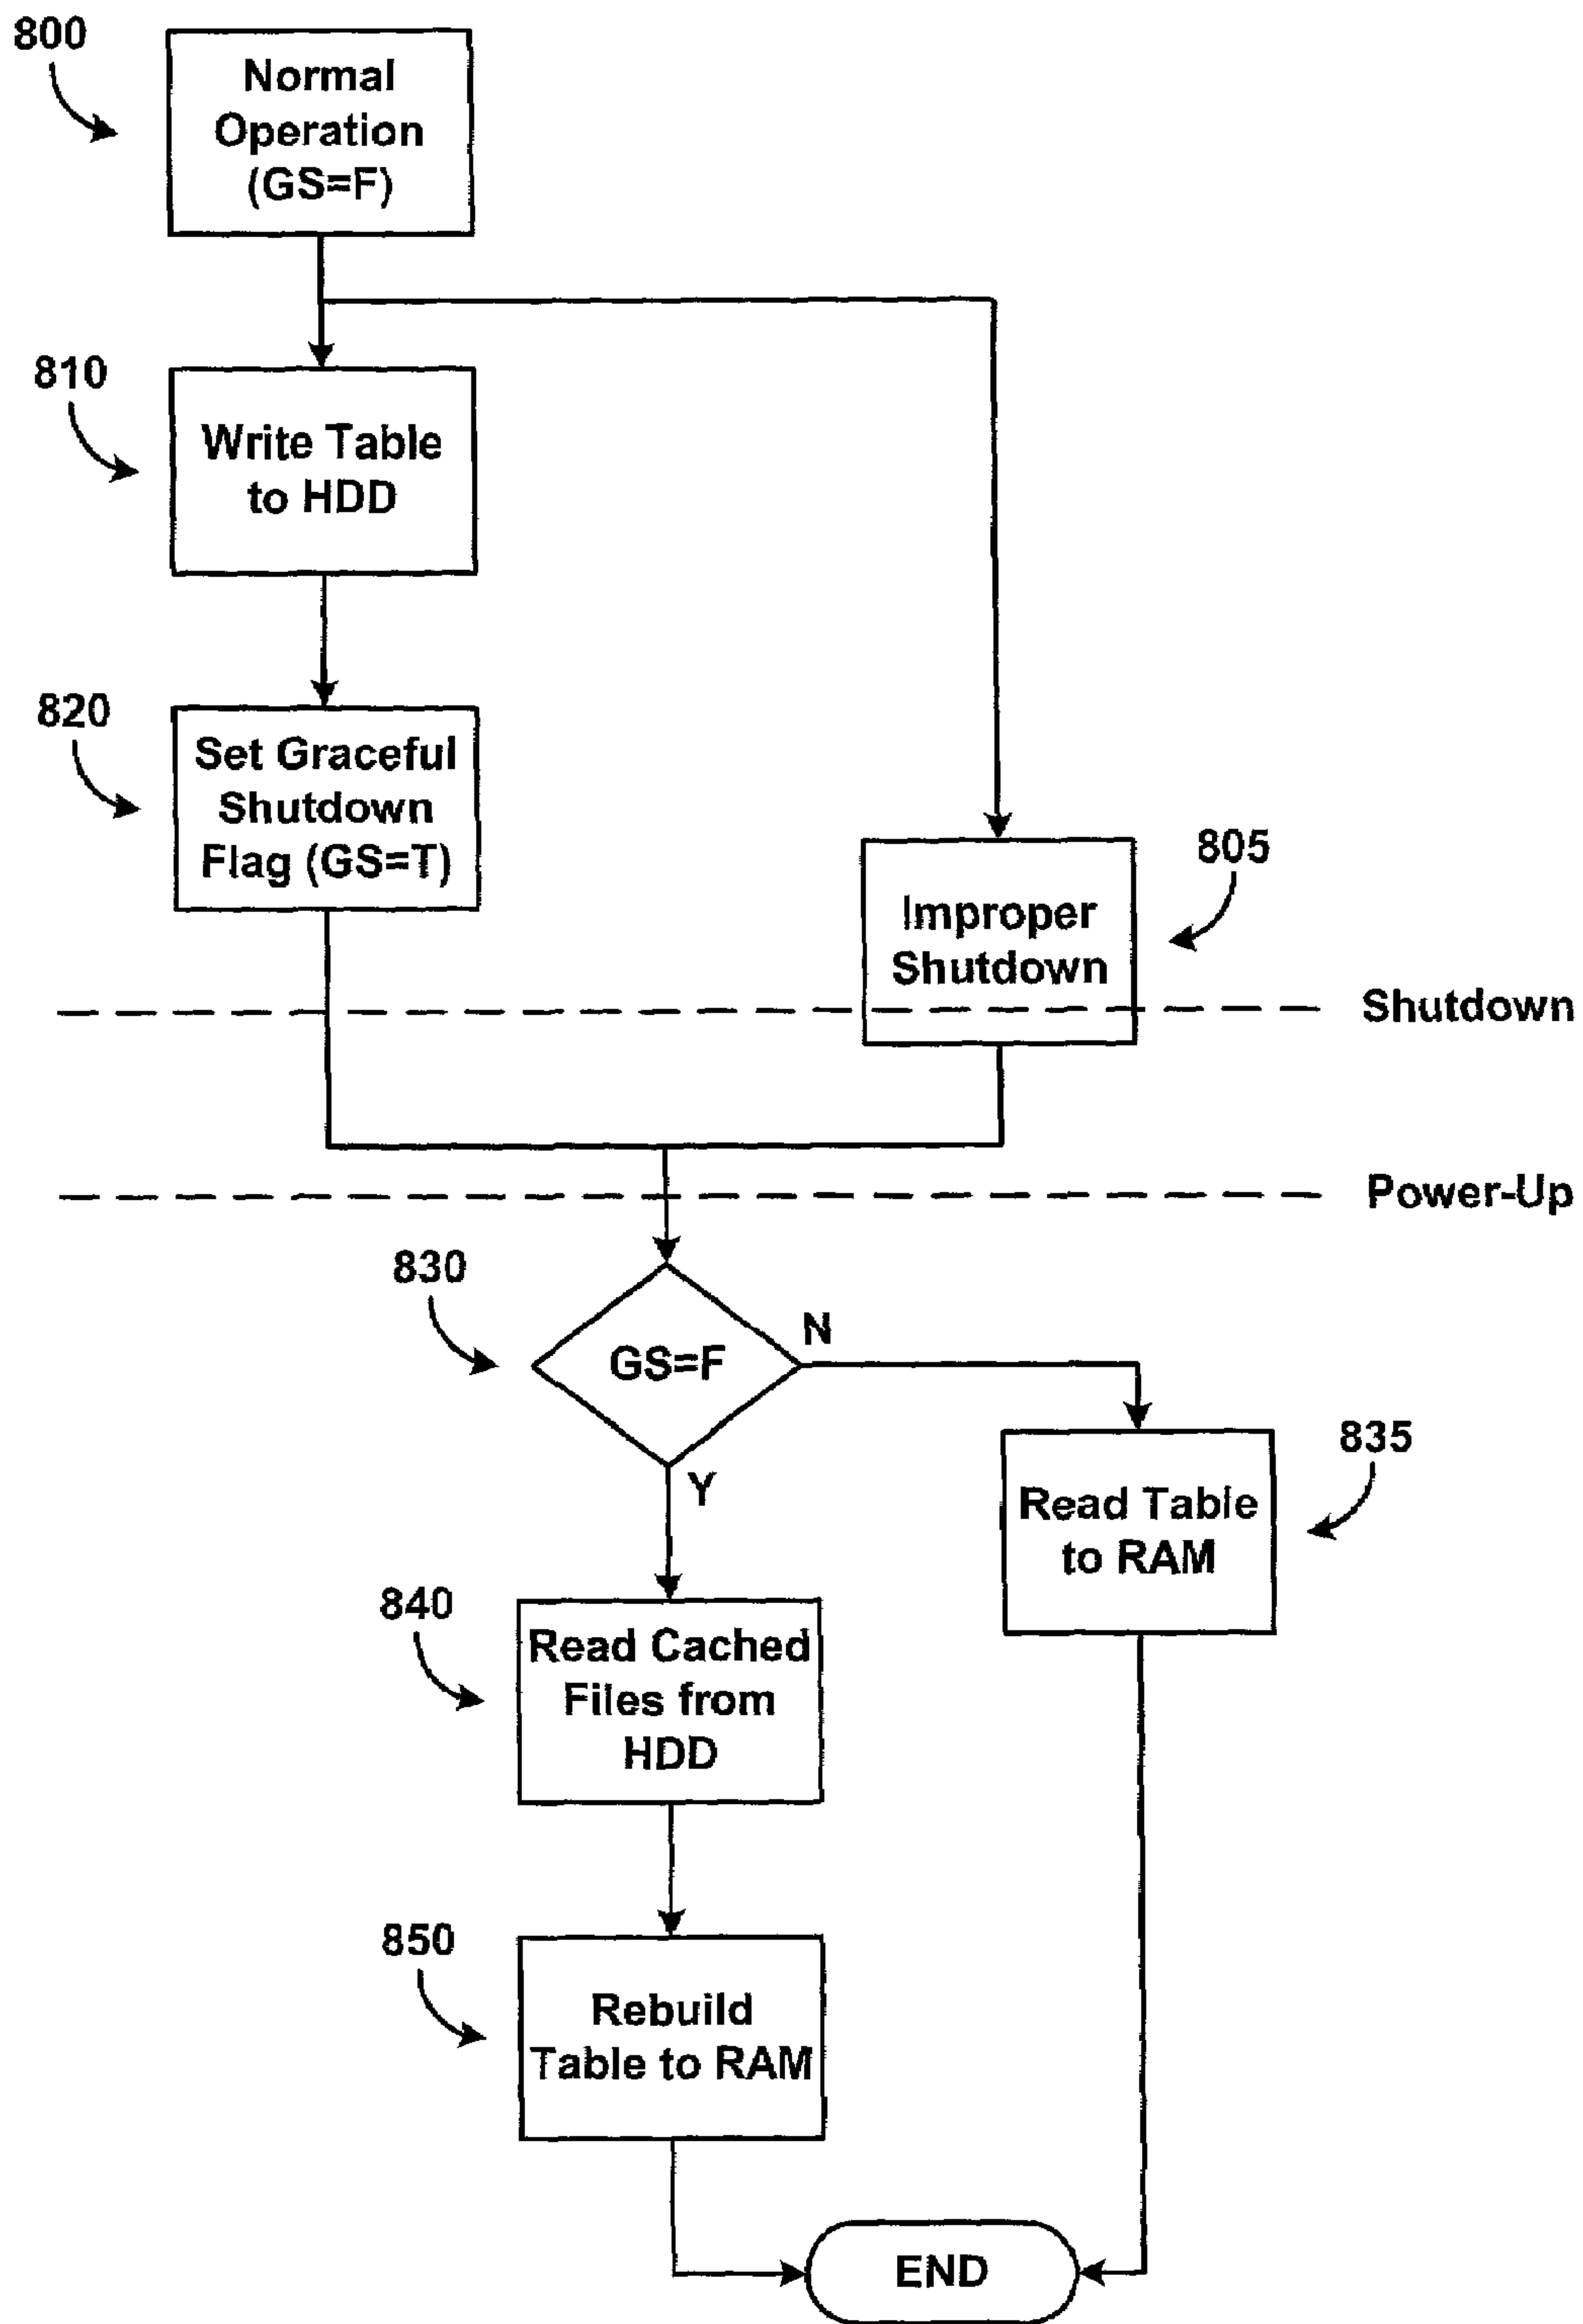 800
Normal
Operation
(GS=F)
810
Write Table
to HDD
820
Set Graceful
Shutdown
Flag (GS=T)
805
Improper
Shutdown
Shutdown
Power-Up
830
GS=F
N
Y
835
Read Table
to RAM
840
Read Cached
Files from
HDD
850
Rebuild
Table to RAM
END